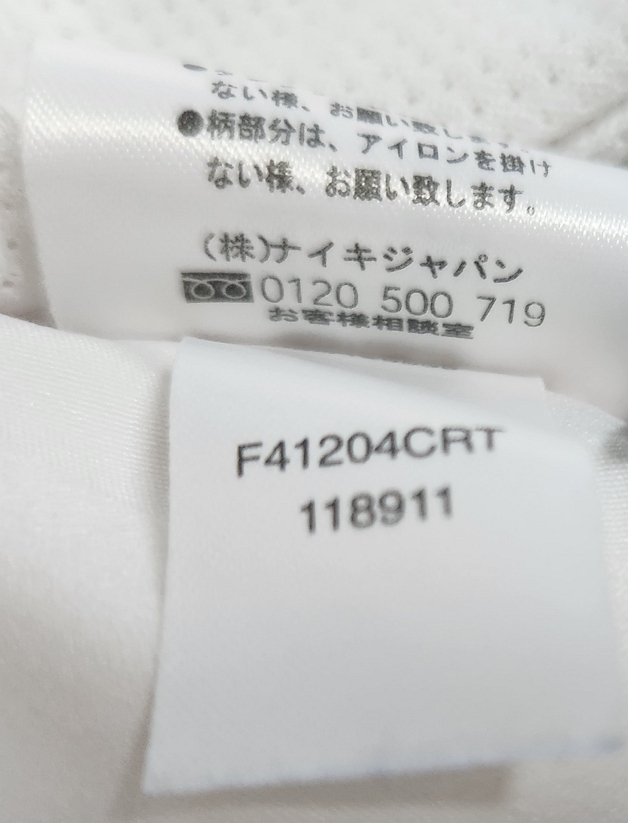 ない様、お願い致します。
●柄部分は、アイロンを掛け
ない様、お願い致します。
(株)ナイキジャパン
0120 500 719
お客様相談室
F41204CRT
118911